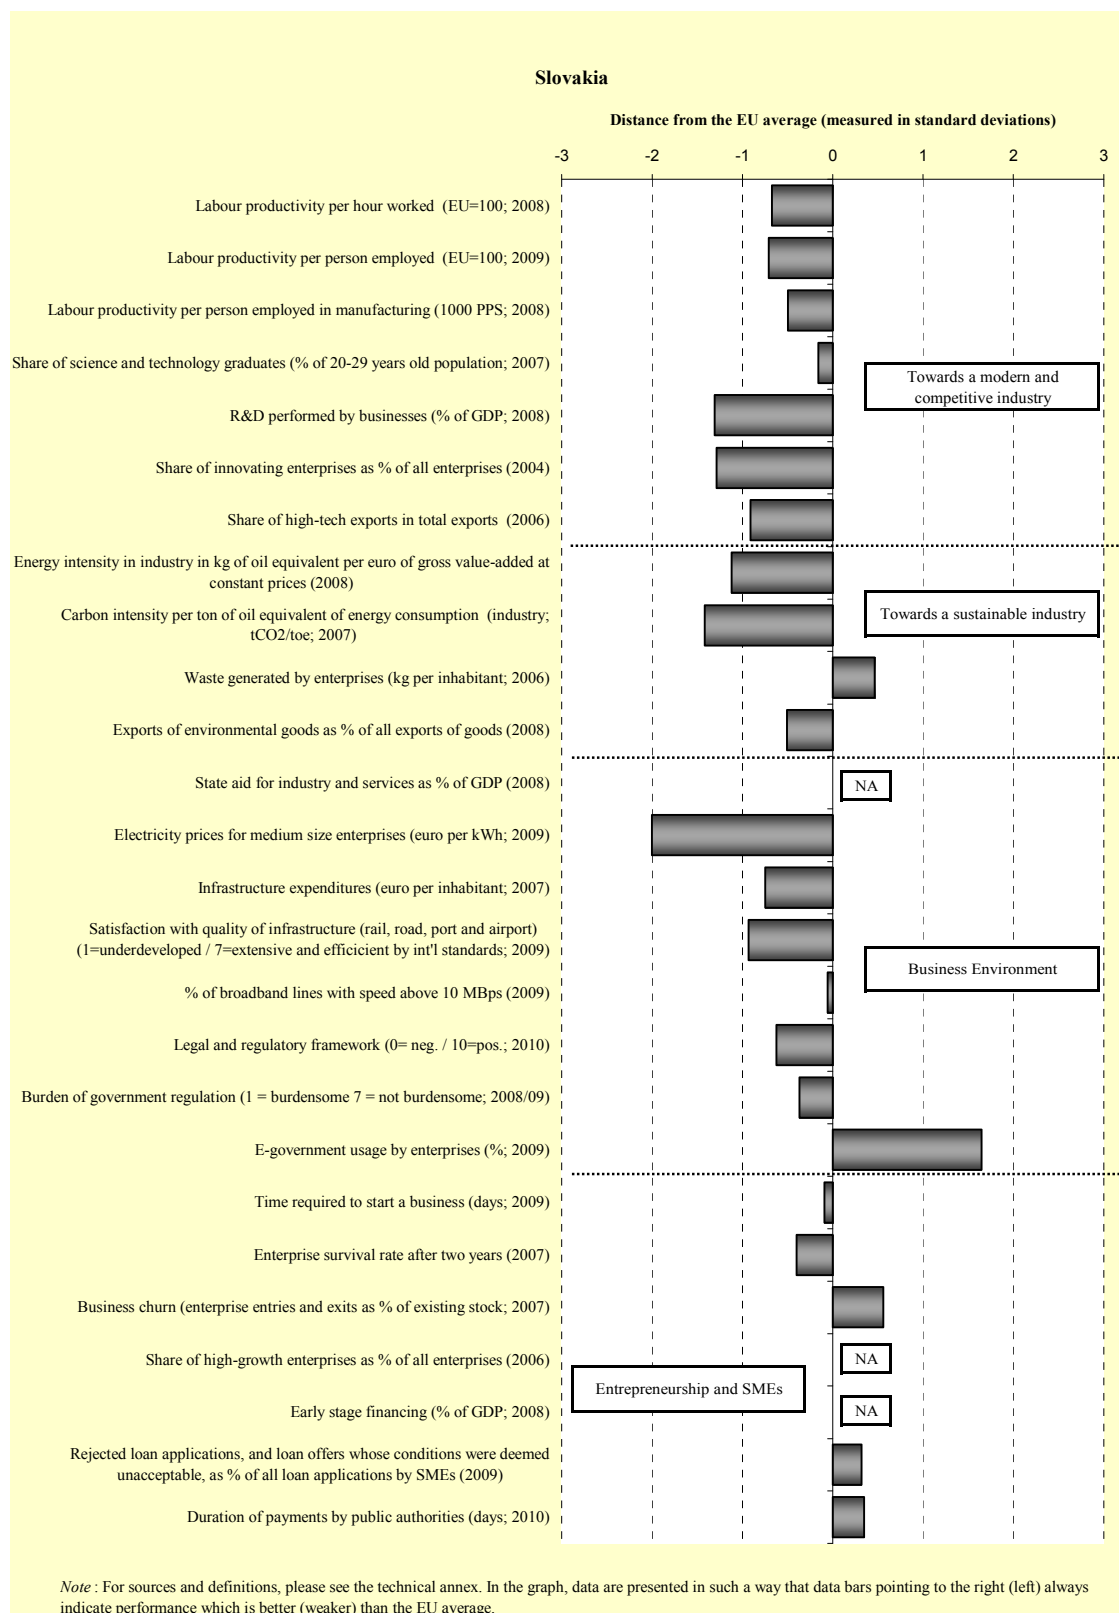 Slovakia
Distance from the EU average (measured in standard deviations)
-3 -2 -1 0 1 2 3
Labour productivity per hour worked (EU=100; 2008)
Labour productivity per person employed (EU=100; 2009)
Labour productivity per person employed in manufacturing (1000 PPS; 2008)
Share of science and technology graduates (% of 20-29 years old population; 2007)
Towards a modern and
competitive industry
R&D performed by businesses (% of GDP; 2008)
Share of innovating enterprises as % of all enterprises (2004)
Share of high-tech exports in total exports (2006)
Energy intensity in industry in kg of oil equivalent per euro of gross value-added at
constant prices (2008)
Carbon intensity per ton of oil equivalent of energy consumption (industry;
tCO2/toe; 2007)
Towards a sustainable industry
Waste generated by enterprises (kg per inhabitant; 2006)
Exports of environmental goods as % of all exports of goods (2008)
State aid for industry and services as % of GDP (2008)
NA
Electricity prices for medium size enterprises (euro per kWh; 2009)
Infrastructure expenditures (euro per inhabitant; 2007)
Satisfaction with quality of infrastructure (rail, road, port and airport)
(1=underdeveloped / 7=extensive and efficicient by int'l standards; 2009)
Business Environment
% of broadband lines with speed above 10 MBps (2009)
Legal and regulatory framework (0= neg. / 10=pos.; 2010)
Burden of government regulation (1 = burdensome 7 = not burdensome; 2008/09)
E-government usage by enterprises (%; 2009)
Time required to start a business (days; 2009)
Enterprise survival rate after two years (2007)
Business churn (enterprise entries and exits as % of existing stock; 2007)
Share of high-growth enterprises as % of all enterprises (2006)
NA
Entrepreneurship and SMEs
Early stage financing (% of GDP; 2008)
NA
Rejected loan applications, and loan offers whose conditions were deemed
unacceptable, as % of all loan applications by SMEs (2009)
Duration of payments by public authorities (days; 2010)
Note : For sources and definitions, please see the technical annex. In the graph, data are presented in such a way that data bars pointing to the right (left) always
indicate performance which is better (weaker) than the EU average.